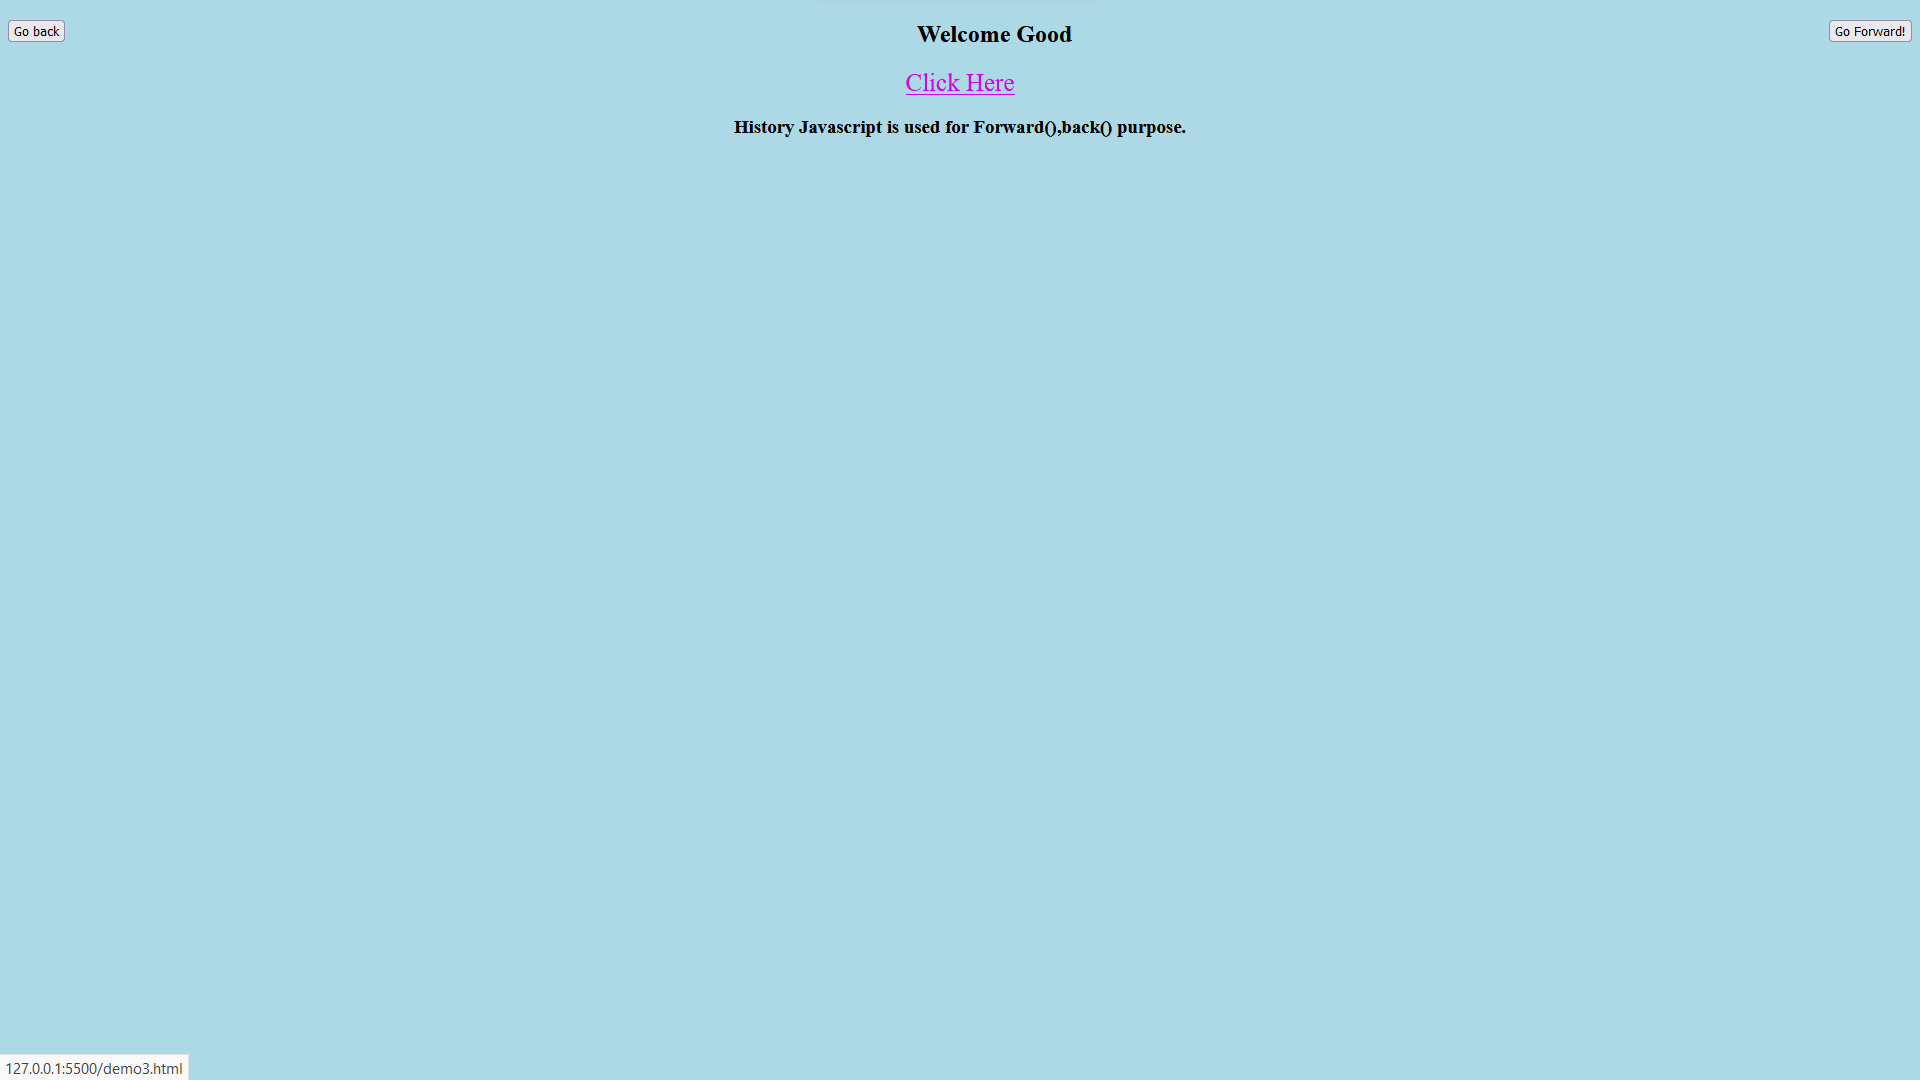 Go back
Welcome Good
Go Forward!
Click Here
History Javascript is used for Forward(),back() purpose.
127.0.0.1:5500/demo3.html